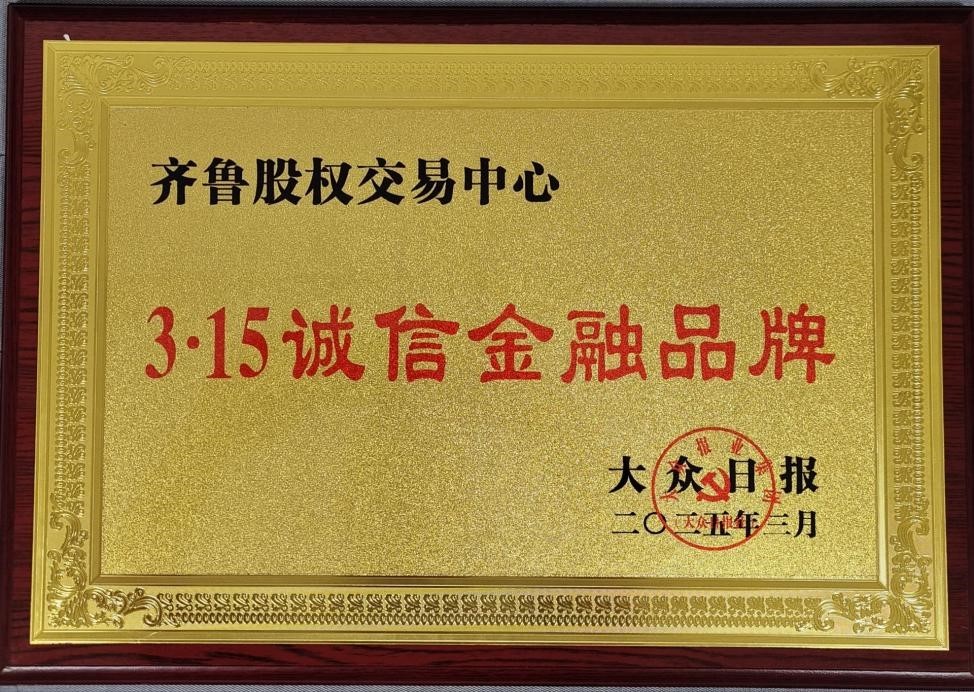 齐鲁股权交易中心
3·15诚信金融品牌
大众日报
二〇二五年三月